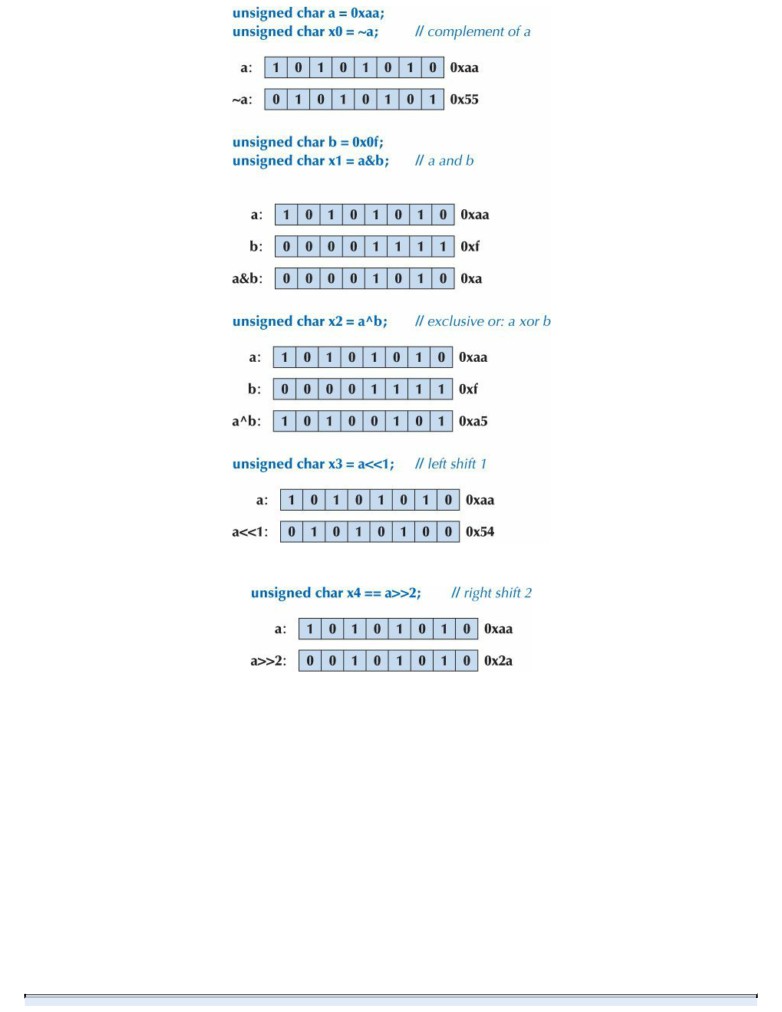 unsigned char a = 0xaa;
unsigned char x0 = ~a; // complement of a
a: 1 0 1 0 1 0 1 0 0xaa
~a: 0 1 0 1 0 1 0 1 0x55
unsigned char b = 0x0f;
unsigned char x1 = a&b; // a and b
a: 1 0 1 0 1 0 1 0 0xaa
b: 0 0 0 0 1 1 1 1 0xf
a&b: 0 0 0 0 1 0 1 0 0xa
unsigned char x2 = a^b; // exclusive or: a xor b
a: 1 0 1 0 1 0 1 0 0xaa
b: 0 0 0 0 1 1 1 1 0xf
a^b: 1 0 1 0 0 1 0 1 0xa5
unsigned char x3 = a<<1; // left shift 1
a: 1 0 1 0 1 0 1 0 0xaa
a<<1: 0 1 0 1 0 1 0 0 0x54
unsigned char x4 == a>>2; // right shift 2
a: 1 0 1 0 1 0 1 0 0xaa
a>>2: 0 0 1 0 1 0 1 0 0x2a